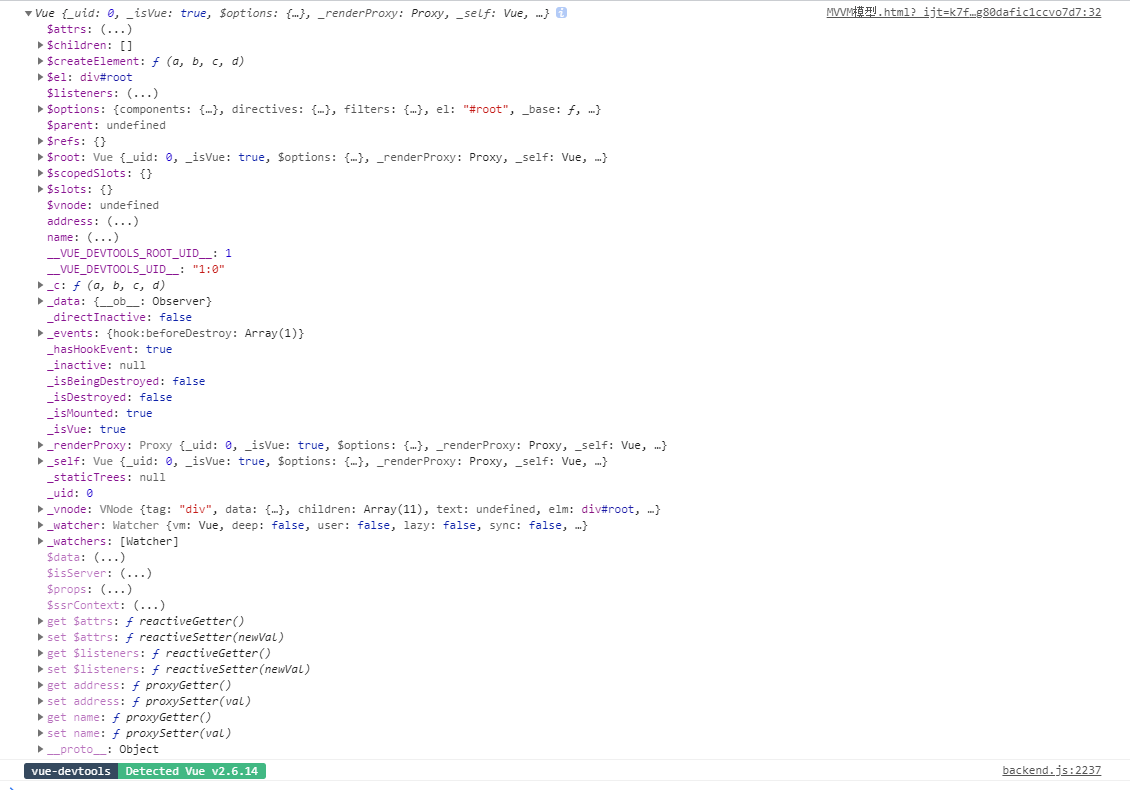 Vue {_uid: 0, _isVue: true, $options: {…}, _renderProxy: Proxy, _self: Vue, …} i MVVM模型.html?_ijt=k7f…g80dafic1ccvo7d7:32
$attrs: (...)
$children: []
$createElement: ƒ (a, b, c, d)
$el: div#root
$listeners: (...)
$options: {components: {…}, directives: {…}, filters: {…}, el: "#root", _base: ƒ, …}
$parent: undefined
$refs: {}
$root: Vue {_uid: 0, _isVue: true, $options: {…}, _renderProxy: Proxy, _self: Vue, …}
$scopedSlots: {}
$slots: {}
$vnode: undefined
address: (...)
name: (...)
__VUE_DEVTOOLS_ROOT_UID__: 1
__VUE_DEVTOOLS_UID__: "1:0"
_c: ƒ (a, b, c, d)
_data: {__ob__: Observer}
_directInactive: false
_events: {hook:beforeDestroy: Array(1)}
_hasHookEvent: true
_inactive: null
_isBeingDestroyed: false
_isDestroyed: false
_isMounted: true
_isVue: true
_renderProxy: Proxy {_uid: 0, _isVue: true, $options: {…}, _renderProxy: Proxy, _self: Vue, …}
_self: Vue {_uid: 0, _isVue: true, $options: {…}, _renderProxy: Proxy, _self: Vue, …}
_staticTrees: null
_uid: 0
_vnode: VNode {tag: "div", data: {…}, children: Array(11), text: undefined, elm: div#root, …}
_watcher: Watcher {vm: Vue, deep: false, user: false, lazy: false, sync: false, …}
_watchers: [Watcher]
$data: (...)
$isServer: (...)
$props: (...)
$ssrContext: (...)
get $attrs: ƒ reactiveGetter()
set $attrs: ƒ reactiveSetter(newVal)
get $listeners: ƒ reactiveGetter()
set $listeners: ƒ reactiveSetter(newVal)
get address: ƒ proxyGetter()
set address: ƒ proxySetter(val)
get name: ƒ proxyGetter()
set name: ƒ proxySetter(val)
__proto__: Object
vue-devtools Detected Vue v2.6.14 backend.js:2237